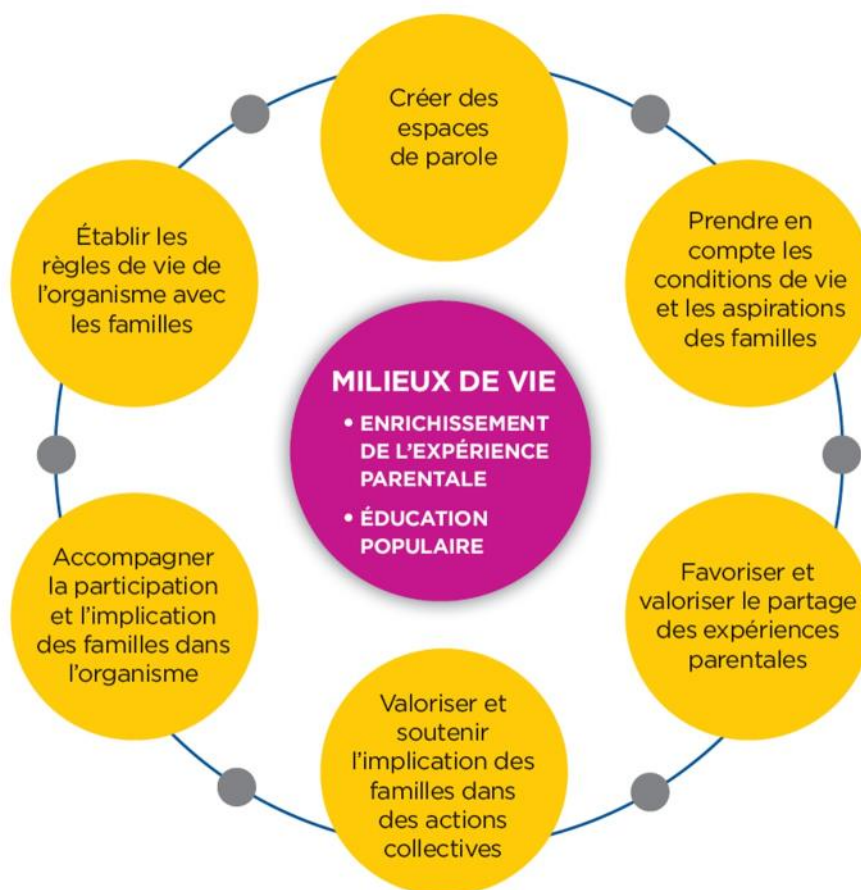 Créer des
espaces
de parole
Prendre en
compte les
conditions de vie
et les aspirations
des familles
Favoriser et
valoriser le partage
des expériences
parentales
Valoriser et
soutenir
l'implication des
familles dans
des actions
collectives
Accompagner
la participation
et l'implication
des familles dans
l'organisme
Établir les
règles de vie de
l'organisme avec
les familles
MILIEUX DE VIE
• ENRICHISSEMENT
DE L'EXPÉRIENCE
PARENTALE
• ÉDUCATION
POPULAIRE